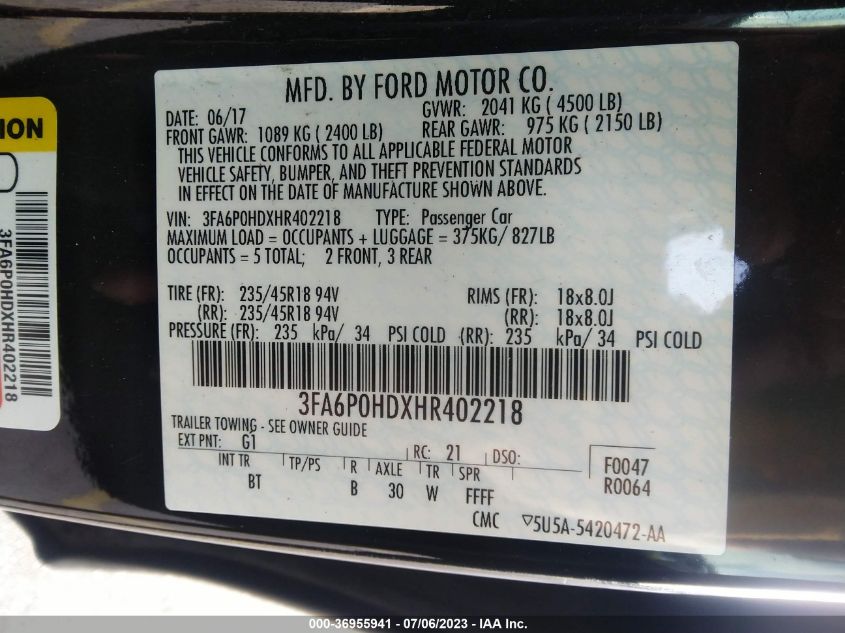 MFD. BY FORD MOTOR CO.
DATE: 06/17 GVWR: 2041 KG ( 4500 LB)
FRONT GAWR: 1089 KG ( 2400 LB) REAR GAWR: 975 KG ( 2150 LB)
THIS VEHICLE CONFORMS TO ALL APPLICABLE FEDERAL MOTOR
VEHICLE SAFETY, BUMPER, AND THEFT PREVENTION STANDARDS
IN EFFECT ON THE DATE OF MANUFACTURE SHOWN ABOVE.
VIN: 3FA6P0HDXHR402218 TYPE: Passenger Car
MAXIMUM LOAD = OCCUPANTS + LUGGAGE = 375KG/ 827LB
OCCUPANTS = 5 TOTAL; 2 FRONT, 3 REAR
TIRE (FR): 235/45R18 94V RIMS (FR): 18x8.0J
(RR): 235/45R18 94V (RR): 18x8.0J
PRESSURE (FR): 235 kPa/ 34 PSI COLD (RR): 235 kPa/ 34 PSI COLD
3FA6P0HDXHR402218
TRAILER TOWING - SEE OWNER GUIDE
EXT PNT: G1 RC: 21 DSO:
INT TR TP/PS R AXLE TR SPR F0047
BT B 30 W FFFF R0064
CMC ▽5U5A-5420472-AA
ION
3FA6P0HDXHR402218
000-36955941 - 07/06/2023 - IAA Inc.